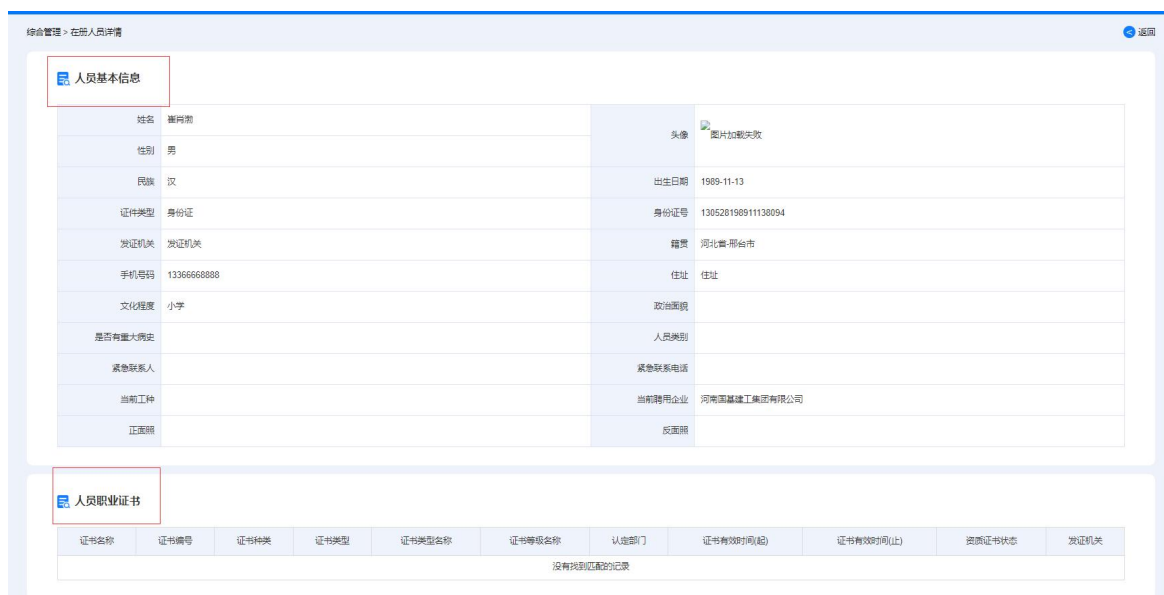 综合管理 > 在册人员详情 返回
人员基本信息
姓名 崔肖渤
头像 图片加载失败
性别 男
民族 汉 出生日期 1989-11-13
证件类型 身份证 身份证号 130528198911138094
发证机关 发证机关 籍贯 河北省-邢台市
手机号码 13366668888 住址 住址
文化程度 小学 政治面貌
是否有重大病史 人员类别
紧急联系人 紧急联系电话
当前工种 当前聘用企业 河南国基建工集团有限公司
正面照 反面照
人员职业证书
证书名称 证书编号 证书种类 证书类型 证书类型名称 证书等级名称 认定部门 证书有效时间(起) 证书有效时间(止) 资质证书状态 发证机关
没有找到匹配的记录